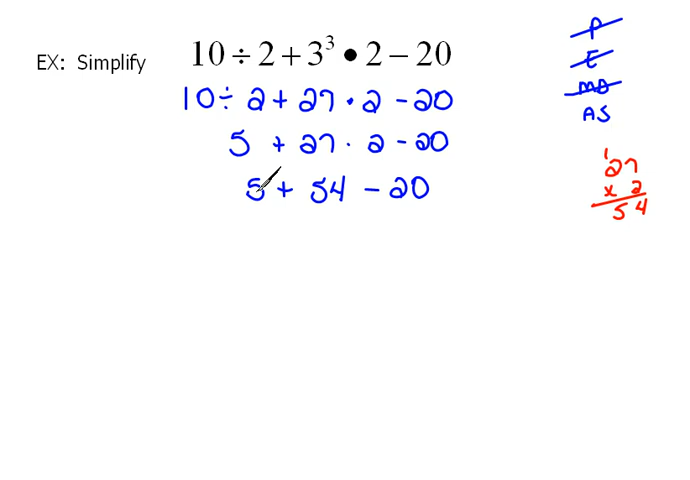 EX: Simplify 10 ÷ 2 + 3³ • 2 − 20
10 ÷ 2 + 27 · 2 − 20
5 + 27 · 2 − 20
5 + 54 − 20
P
E
MD
AS
1
27
x 2
54